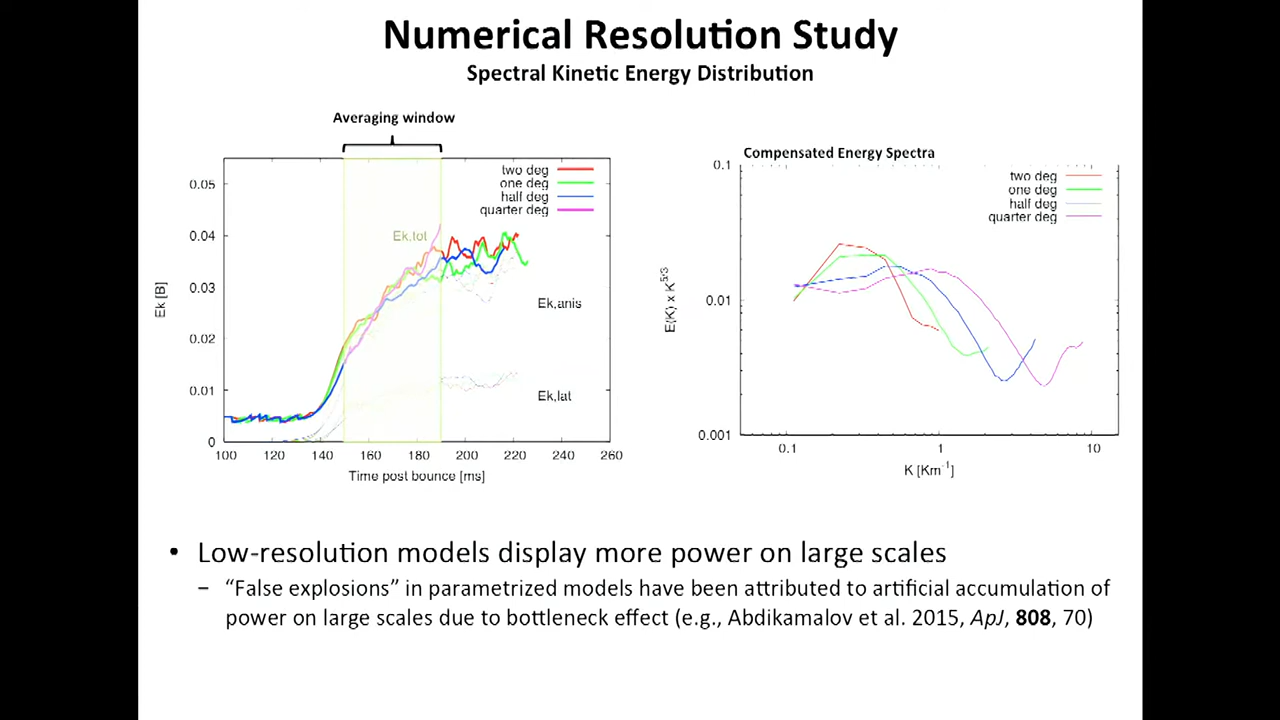 Numerical Resolution Study
Spectral Kinetic Energy Distribution
Averaging window
two deg
one deg
half deg
quarter deg
Ek,tot
Ek,anis
Ek,lat
0.05
0.04
0.03
0.02
0.01
0
Ek [B]
100 120 140 160 180 200 220 240 260
Time post bounce [ms]
Compensated Energy Spectra
two deg
one deg
half deg
quarter deg
0.1
0.01
0.001
E(K) x K^5/3
0.1 1 10
K [Km^-1]
• Low-resolution models display more power on large scales
– “False explosions” in parametrized models have been attributed to artificial accumulation of
power on large scales due to bottleneck effect (e.g., Abdikamalov et al. 2015, ApJ, 808, 70)